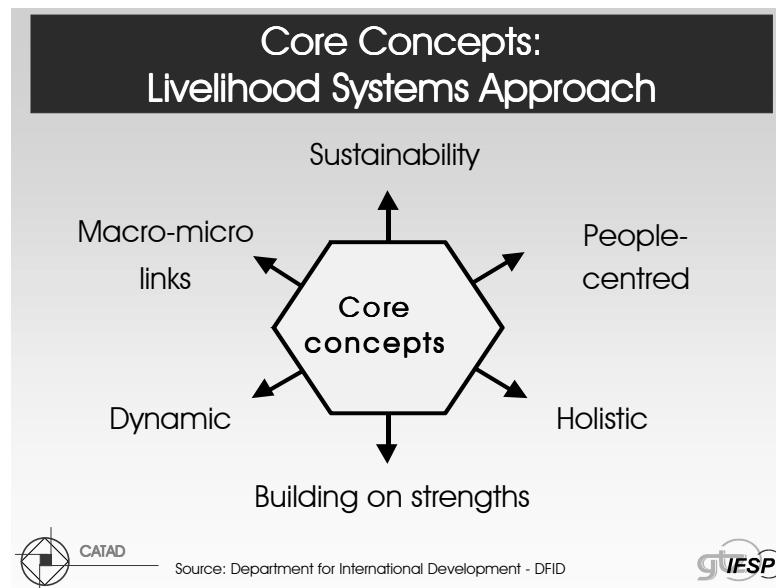 Core Concepts:
Livelihood Systems Approach
Sustainability
Macro-micro
links
People-
centred
Core
concepts
Dynamic
Holistic
Building on strengths
CATAD
Source: Department for International Development - DFID
gtz
IFSP